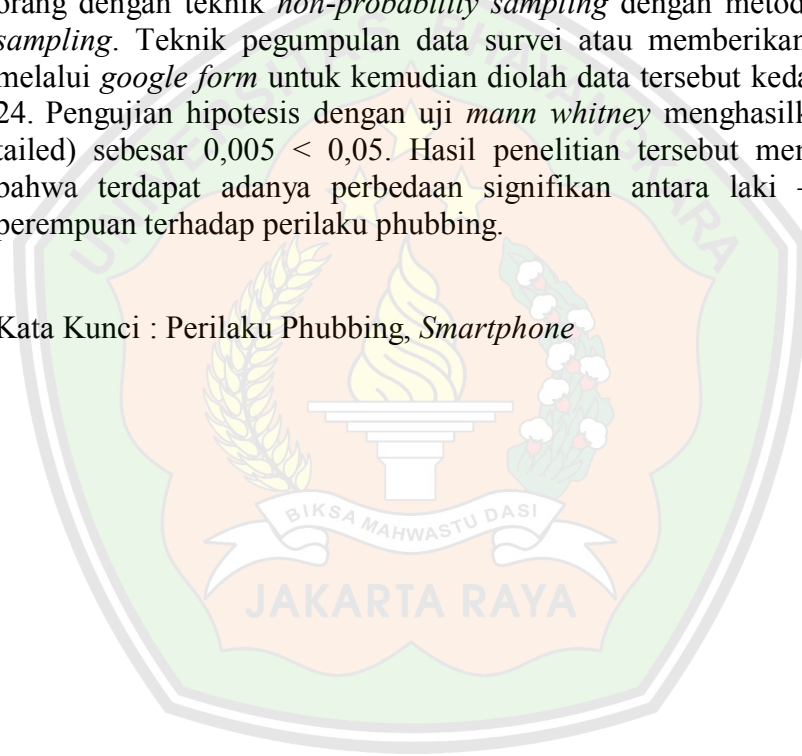 orang dengan teknik non-probability sampling dengan metod
sampling. Teknik pegumpulan data survei atau memberikan
melalui google form untuk kemudian diolah data tersebut keda
24. Pengujian hipotesis dengan uji mann whitney menghasilk
tailed) sebesar 0,005 < 0,05. Hasil penelitian tersebut men
bahwa terdapat adanya perbedaan signifikan antara laki –
perempuan terhadap perilaku phubbing.
Kata Kunci : Perilaku Phubbing, Smartphone
UNIVERSITAS BHAYANGKARA
BIKSA MAHWASTU DASI
JAKARTA RAYA